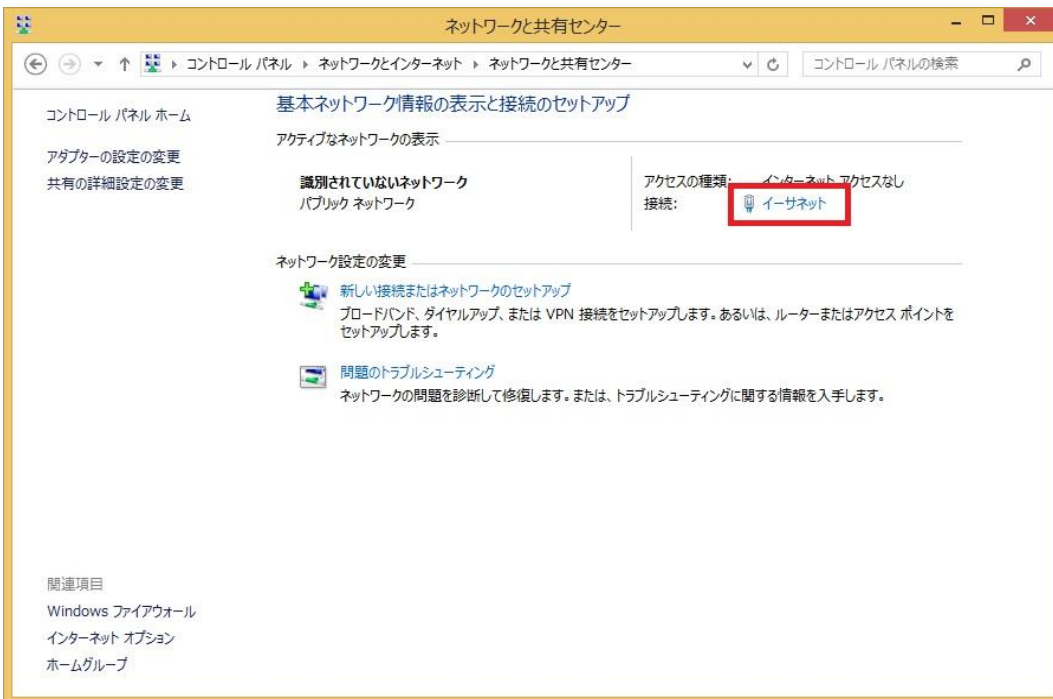 ネットワークと共有センター
コントロール パネル ネットワークとインターネット ネットワークと共有センター コントロール パネルの検索
コントロール パネル ホーム
アダプターの設定の変更
共有の詳細設定の変更
基本ネットワーク情報の表示と接続のセットアップ
アクティブなネットワークの表示
識別されていないネットワーク
パブリック ネットワーク
アクセスの種類: インターネット アクセスなし
接続: イーサネット
ネットワーク設定の変更
新しい接続またはネットワークのセットアップ
ブロードバンド、ダイヤルアップ、または VPN 接続をセットアップします。あるいは、ルーターまたはアクセス ポイントを
セットアップします。
問題のトラブルシューティング
ネットワークの問題を診断して修復します。または、トラブルシューティングに関する情報を入手します。
関連項目
Windows ファイアウォール
インターネット オプション
ホームグループ